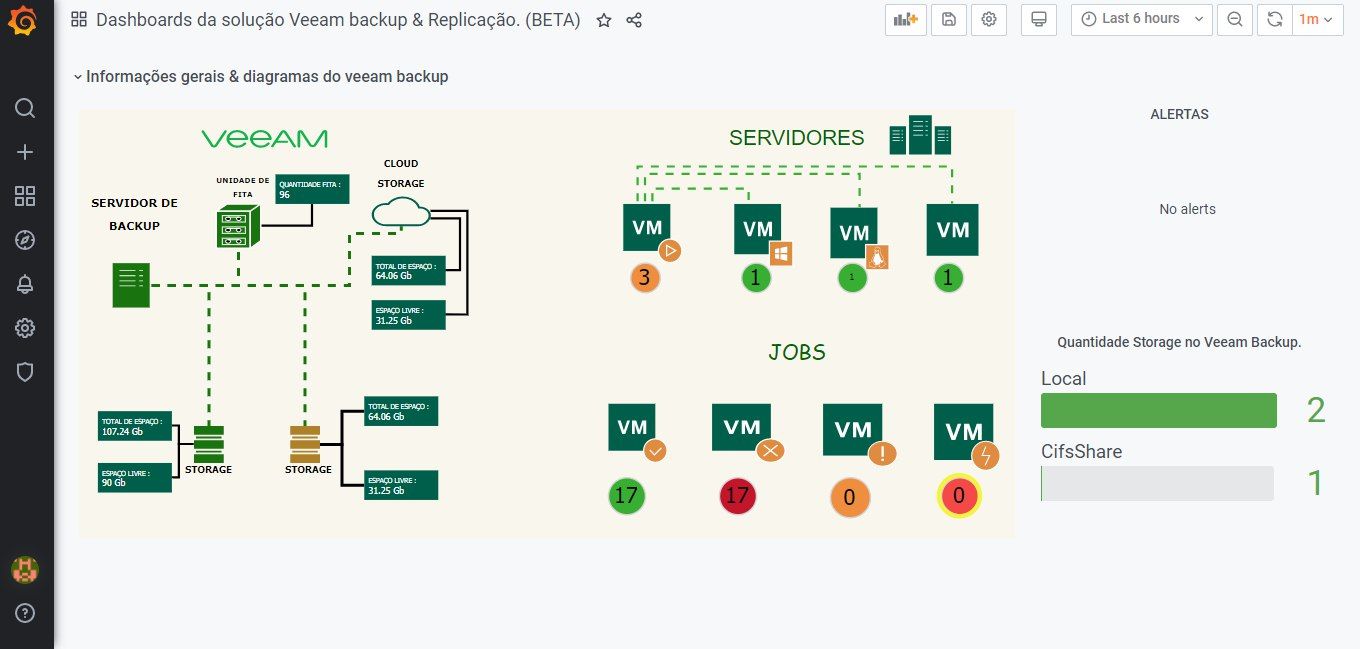 Dashboards da solução Veeam backup & Replicação. (BETA)
Last 6 hours
1m
Informações gerais & diagramas do veeam backup
veeAM
SERVIDOR DE
BACKUP
UNIDADE DE
FITA
QUANTIDADE FITA :
96
CLOUD
STORAGE
TOTAL DE ESPAÇO :
64.06 Gb
ESPAÇO LIVRE :
31.25 Gb
TOTAL DE ESPAÇO :
107.24 Gb
ESPAÇO LIVRE :
90 Gb
STORAGE
STORAGE
TOTAL DE ESPAÇO :
64.06 Gb
ESPAÇO LIVRE :
31.25 Gb
SERVIDORES
VM
VM
VM
VM
3
1
1
1
JOBS
VM
VM
VM
VM
17
17
0
0
ALERTAS
No alerts
Quantidade Storage no Veeam Backup.
Local
2
CifsShare
1